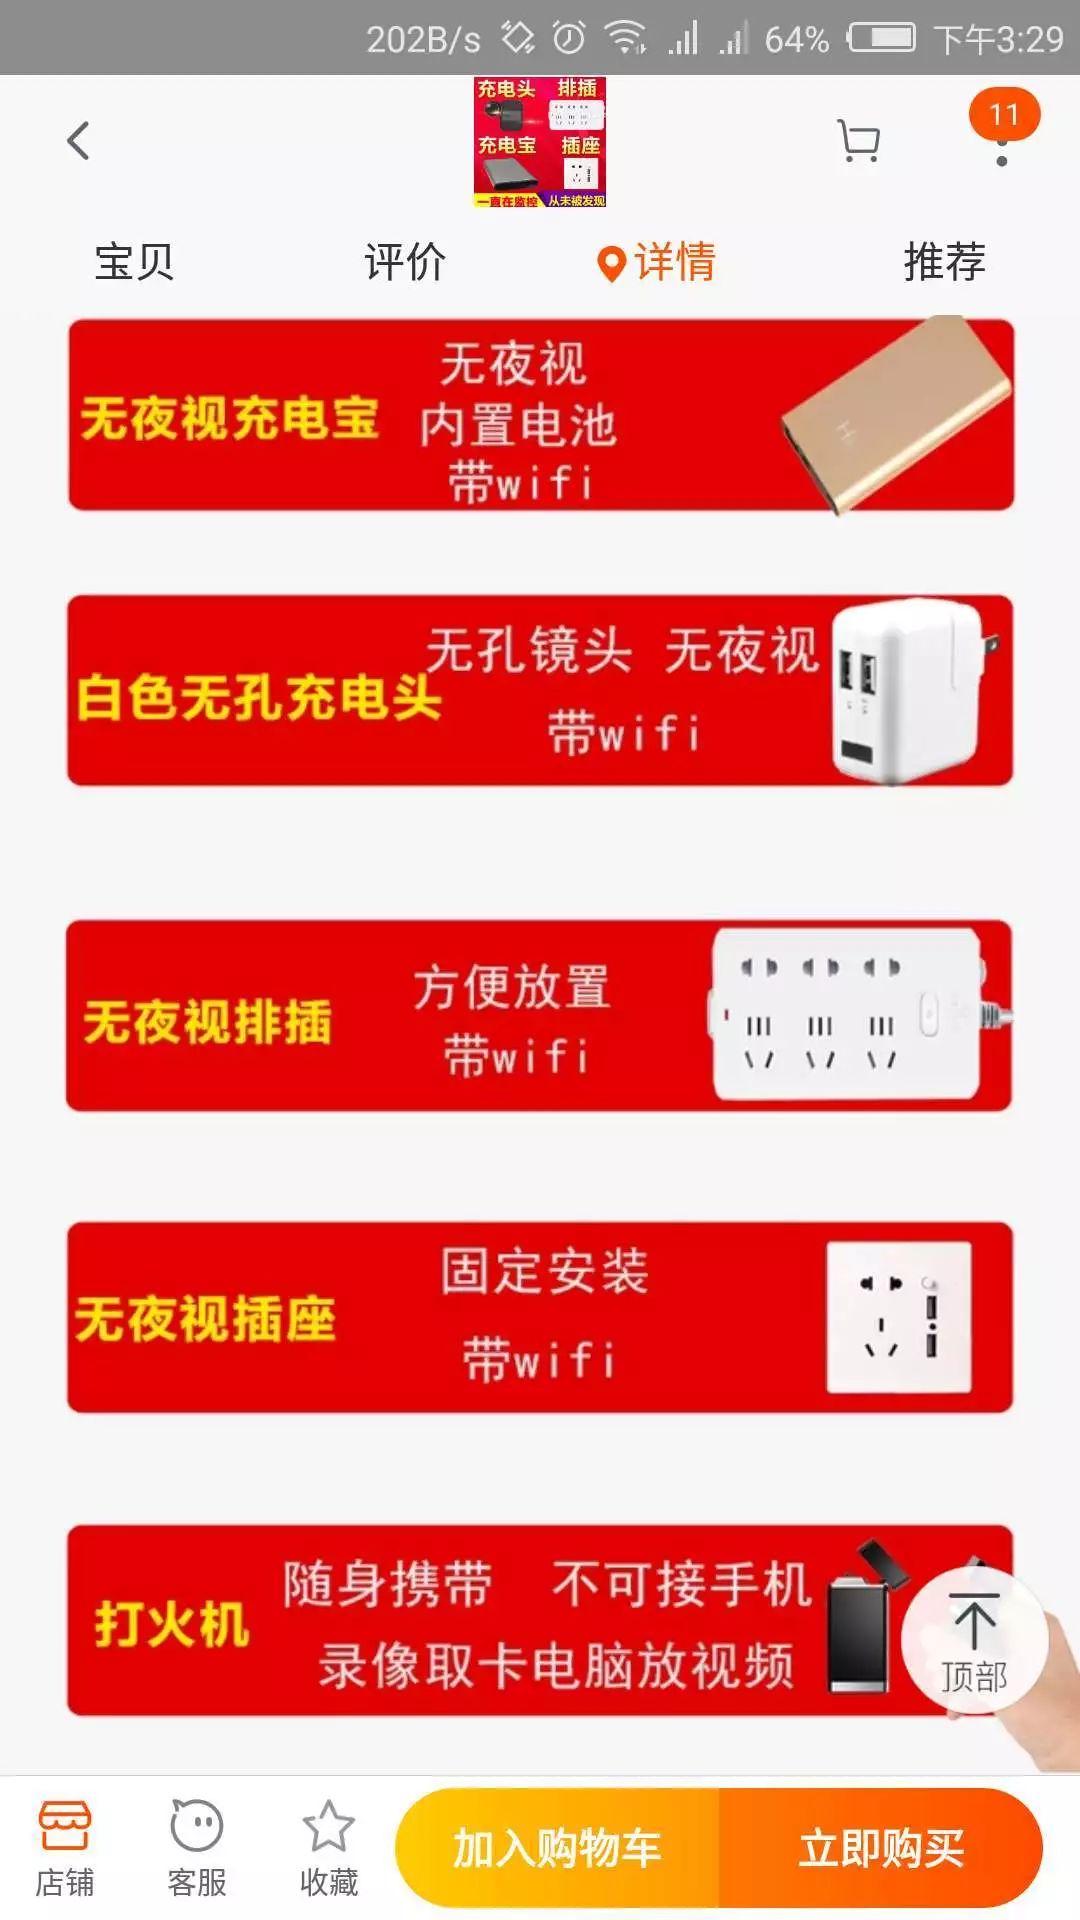 202B/s 64% 下午3:29
充电头 排插
充电宝 插座
一直在监控 从未被发现
11
宝贝 评价 详情 推荐
无夜视充电宝
无夜视
内置电池
带wifi
白色无孔充电头
无孔镜头 无夜视
带wifi
无夜视排插
方便放置
带wifi
无夜视插座
固定安装
带wifi
打火机
随身携带 不可接手机
录像取卡电脑放视频
顶部
店铺 客服 收藏 加入购物车 立即购买